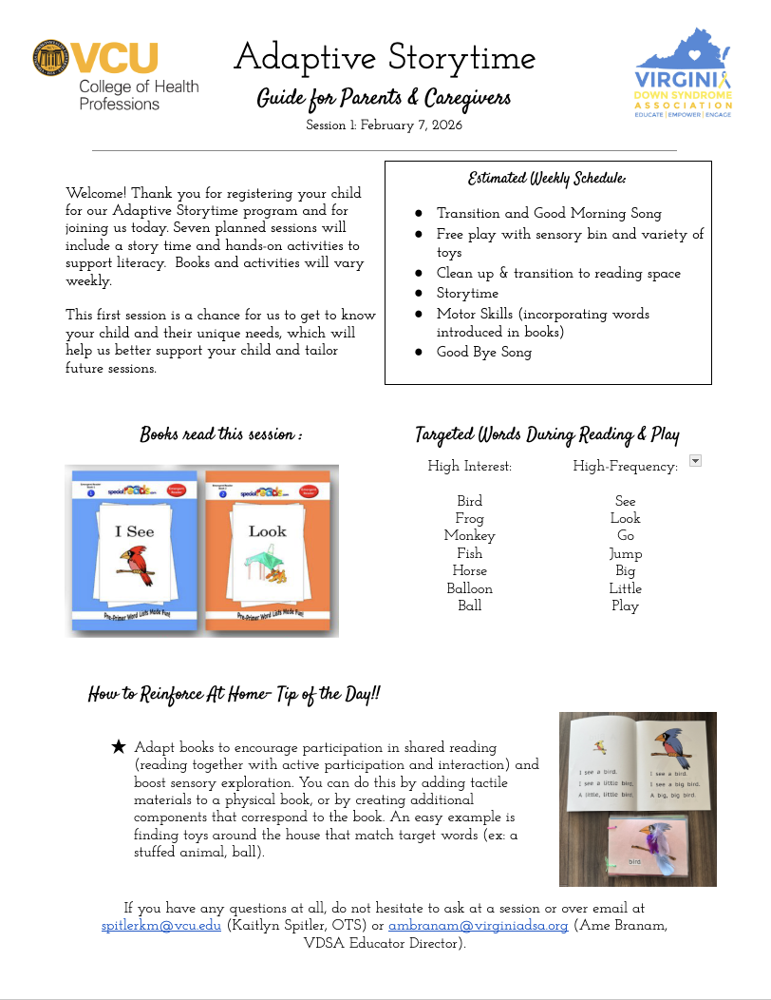 VCU
College of Health
Professions
Adaptive Storytime
Guide for Parents & Caregivers
Session 1: February 7, 2026
VIRGINIA
DOWN SYNDROME
ASSOCIATION
EDUCATE | EMPOWER | ENGAGE
Welcome! Thank you for registering your child
for our Adaptive Storytime program and for
joining us today. Seven planned sessions will
include a story time and hands-on activities to
support literacy.  Books and activities will vary
weekly.
This first session is a chance for us to get to know
your child and their unique needs, which will
help us better support your child and tailor
future sessions.
Estimated Weekly Schedule:
● Transition and Good Morning Song
● Free play with sensory bin and variety of
toys
● Clean up & transition to reading space
● Storytime
● Motor Skills (incorporating words
introduced in books)
● Good Bye Song
Books read this session :
specialreads.com
1
I See
Pre-Primer Word Lists Made Fun!
specialreads.com
2
Look
Pre-Primer Word Lists Made Fun!
Targeted Words During Reading & Play
High Interest:
Bird
Frog
Monkey
Fish
Horse
Balloon
Ball
High-Frequency:
See
Look
Go
Jump
Big
Little
Play
How to Reinforce At Home- Tip of the Day!!
★ Adapt books to encourage participation in shared reading
(reading together with active participation and interaction) and
boost sensory exploration. You can do this by adding tactile
materials to a physical book, or by creating additional
components that correspond to the book. An easy example is
finding toys around the house that match target words (ex: a
stuffed animal, ball).
I see a bird.
I see a little bird.
A little, little bird.
I see a bird.
I see a big bird.
A big, big bird.
bird
If you have any questions at all, do not hesitate to ask at a session or over email at
spitlerkm@vcu.edu (Kaitlyn Spitler, OTS) or ambranam@virginiadsa.org (Ame Branam,
VDSA Educator Director).